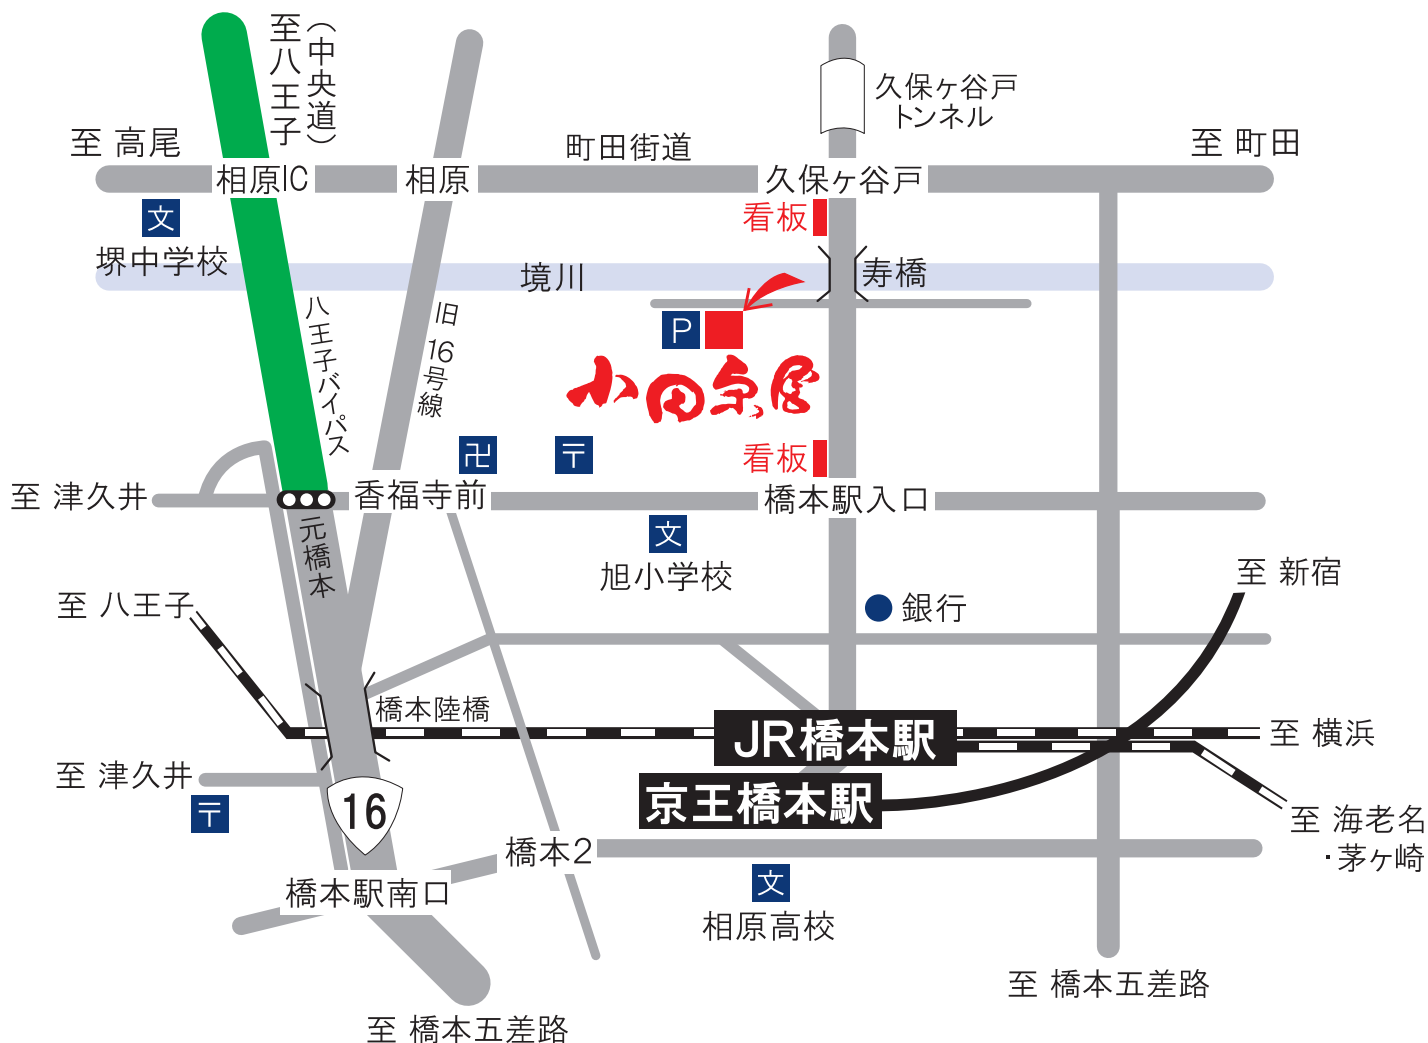 至八王子
（中央道）
久保ヶ谷戸
トンネル
至 高尾
町田街道
至 町田
相原IC
相原
久保ヶ谷戸
文
看板
堺中学校
境川
寿橋
八王子バイパス
旧16号線
P
小田原屋
卍
〒
看板
至 津久井
香福寺前
橋本駅入口
元橋本
文
旭小学校
至 新宿
至 八王子
銀行
橋本陸橋
JR橋本駅
至 横浜
至 津久井
京王橋本駅
〒
16
至 海老名
・茅ヶ崎
橋本2
橋本駅南口
文
相原高校
至 橋本五差路
至 橋本五差路